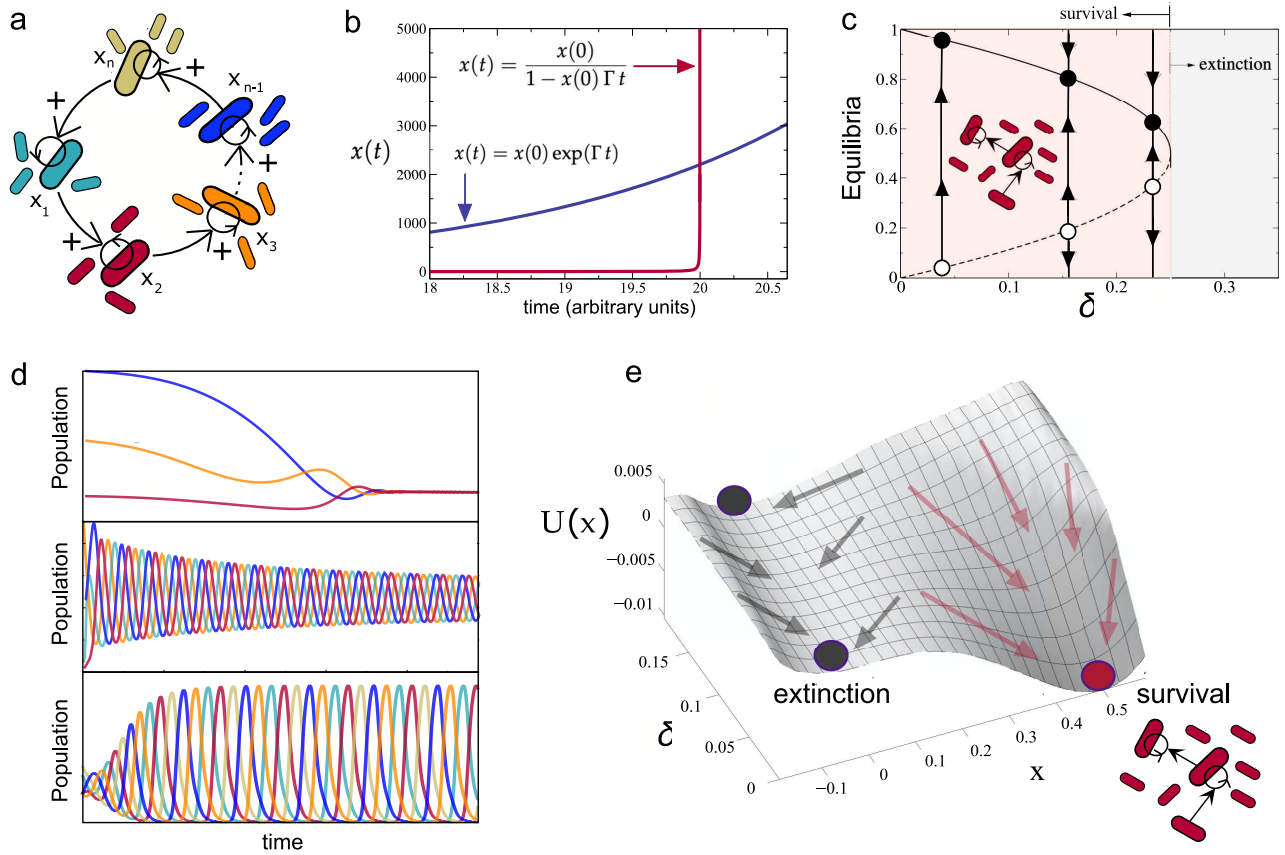 a
x_n
x_{n-1}
x_1
x_2
x_3
+
+
+
+
+
b
5000
4000
3000
2000
1000
0
x(t)
x(t) = x(0) / (1 − x(0) Γ t)
x(t) = x(0) exp(Γ t)
18
18.5
19
19.5
20
20.5
time (arbitrary units)
c
survival
extinction
Equilibria
1
0.8
0.6
0.4
0.2
0
0
0.1
0.2
0.3
δ
d
Population
Population
Population
time
e
U(x)
0.005
0
−0.005
−0.01
0.15
0.1
0.05
0
δ
−0.1
0
0.1
0.2
0.3
0.4
0.5
x
extinction
survival